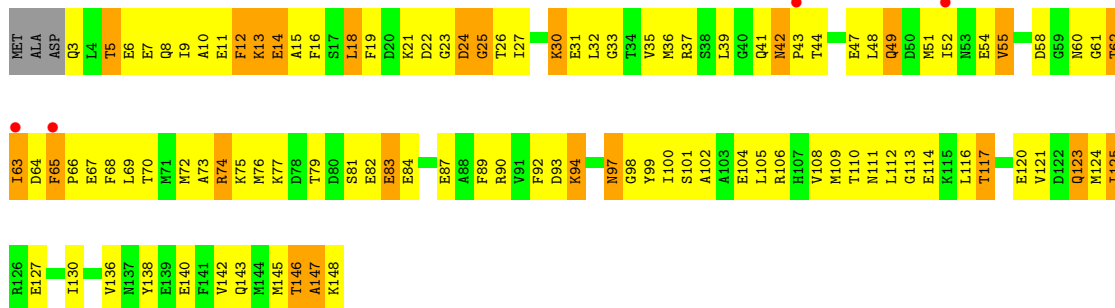 MET ALA ASP Q3 L4 T5 E6 E7 Q8 I9 A10 E11 F12 K13 E14 A15 F16 S17 L18 F19 D20 K21 D22 G23 D24 G25 T26 I27 K30 E31 L32 G33 T34 V35 M36 R37 S38 L39 G40 Q41 N42 P43 T44 E47 L48 Q49 D50 M51 I52 N53 E54 V55 D58 G59 N60 G61 T62
I63 D64 F65 P66 E67 F68 L69 T70 M71 M72 A73 R74 K75 M76 K77 D78 T79 D80 S81 E82 E83 E84 E87 A88 F89 R90 V91 F92 D93 K94 N97 G98 Y99 I100 S101 A102 A103 E104 L105 R106 H107 V108 M109 T110 N111 L112 G113 E114 K115 L116 T117 E120 V121 D122 Q123 M124 I125
R126 E127 I130 V136 N137 Y138 E139 E140 F141 V142 Q143 M144 M145 T146 A147 K148